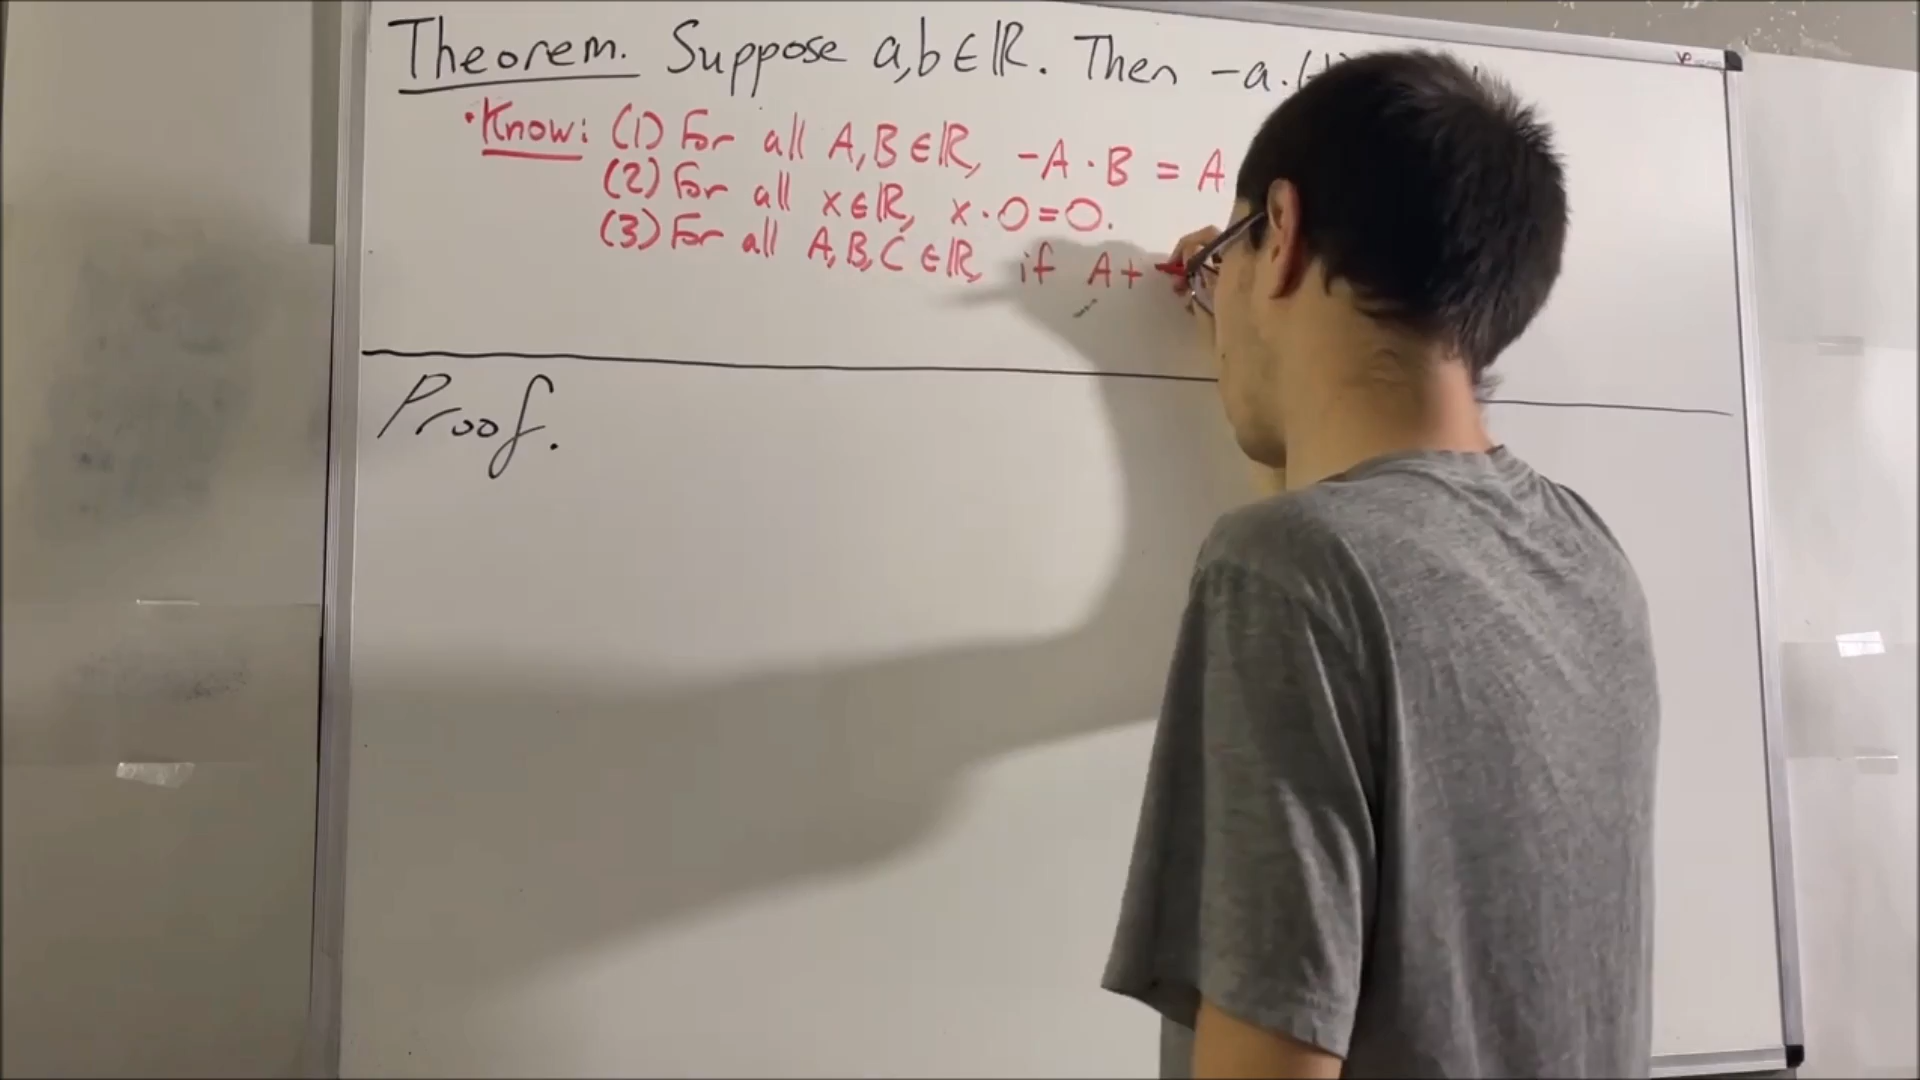 Theorem. Suppose a,b∈ℝ. Then -a.(
•Know: (1) For all A,B∈ℝ, -A·B = A
(2) For all x∈ℝ, x·0=0.
(3) For all A,B,C∈ℝ if A+
Proof.